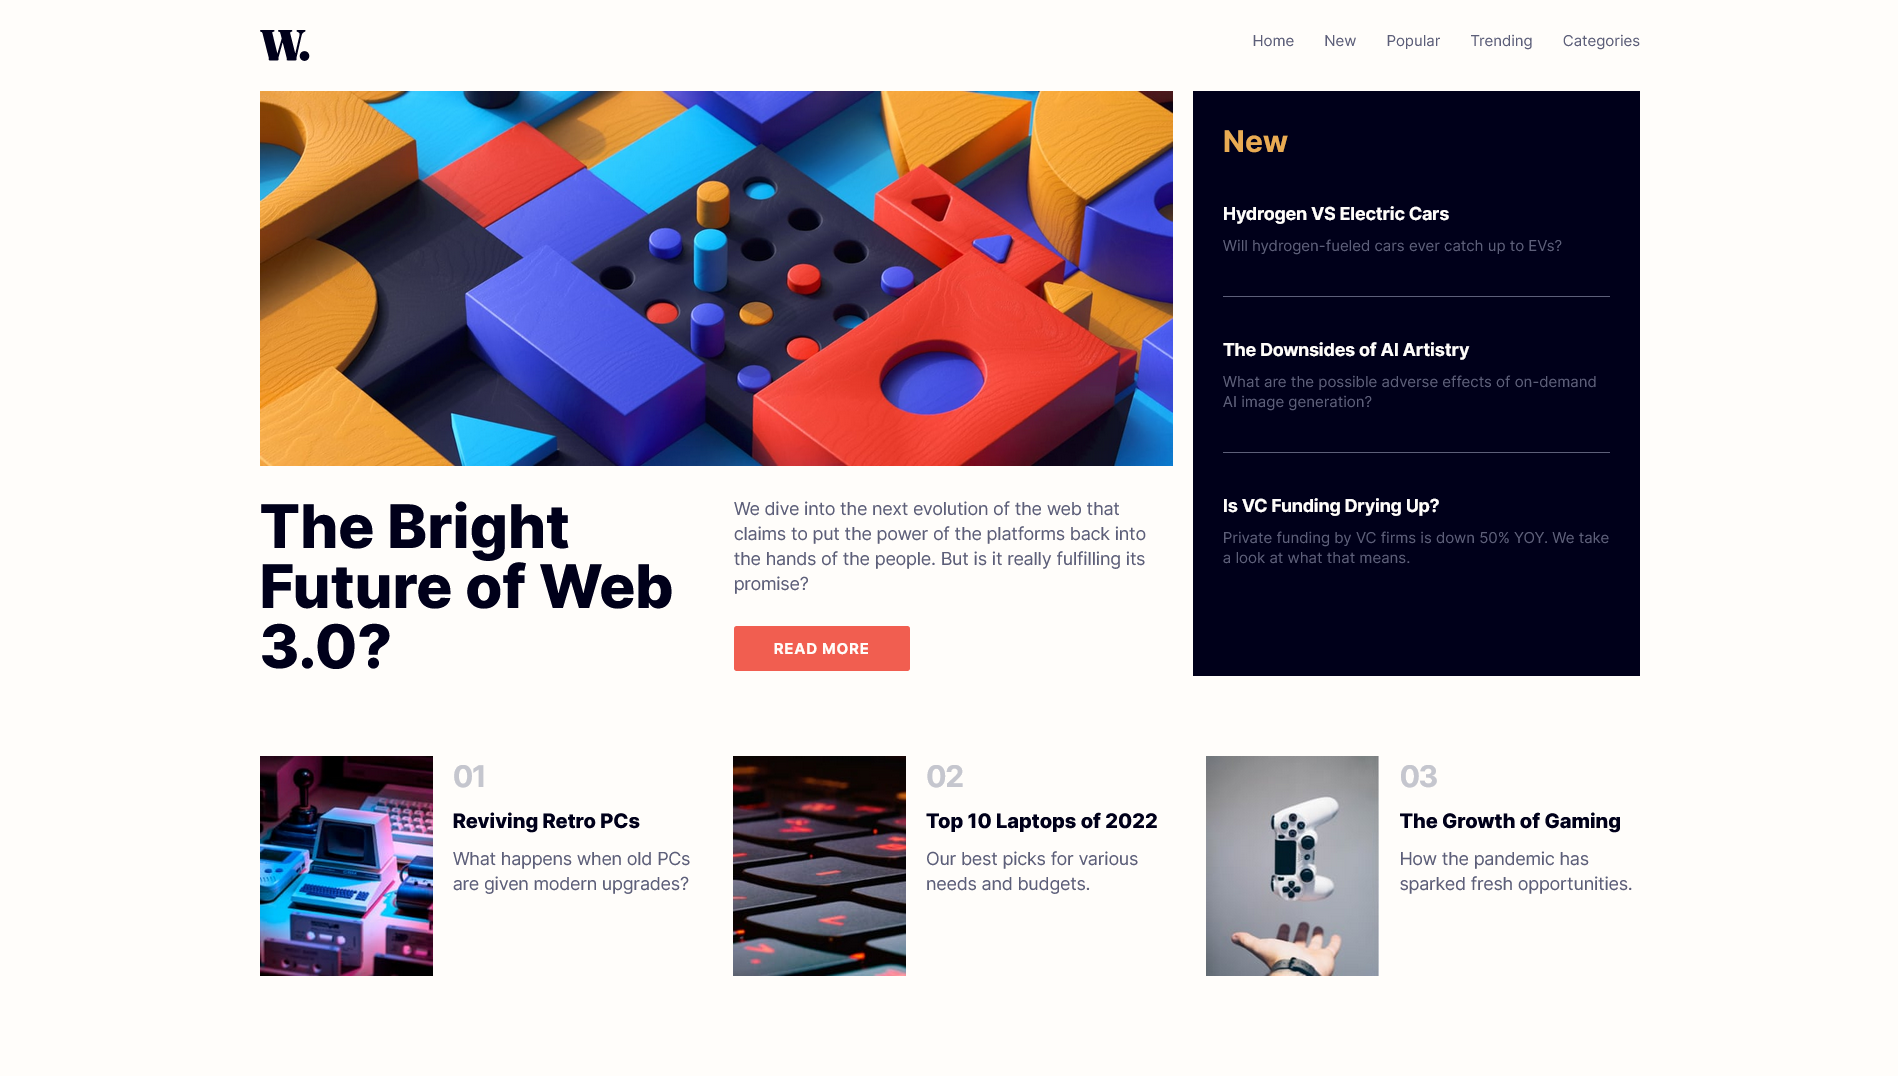 W.
Home New Popular Trending Categories
The Bright
Future of Web
3.0?
We dive into the next evolution of the web that
claims to put the power of the platforms back into
the hands of the people. But is it really fulfilling its
promise?
READ MORE
New
Hydrogen VS Electric Cars
Will hydrogen-fueled cars ever catch up to EVs?
The Downsides of AI Artistry
What are the possible adverse effects of on-demand
AI image generation?
Is VC Funding Drying Up?
Private funding by VC firms is down 50% YOY. We take
a look at what that means.
01
Reviving Retro PCs
What happens when old PCs
are given modern upgrades?
02
Top 10 Laptops of 2022
Our best picks for various
needs and budgets.
03
The Growth of Gaming
How the pandemic has
sparked fresh opportunities.